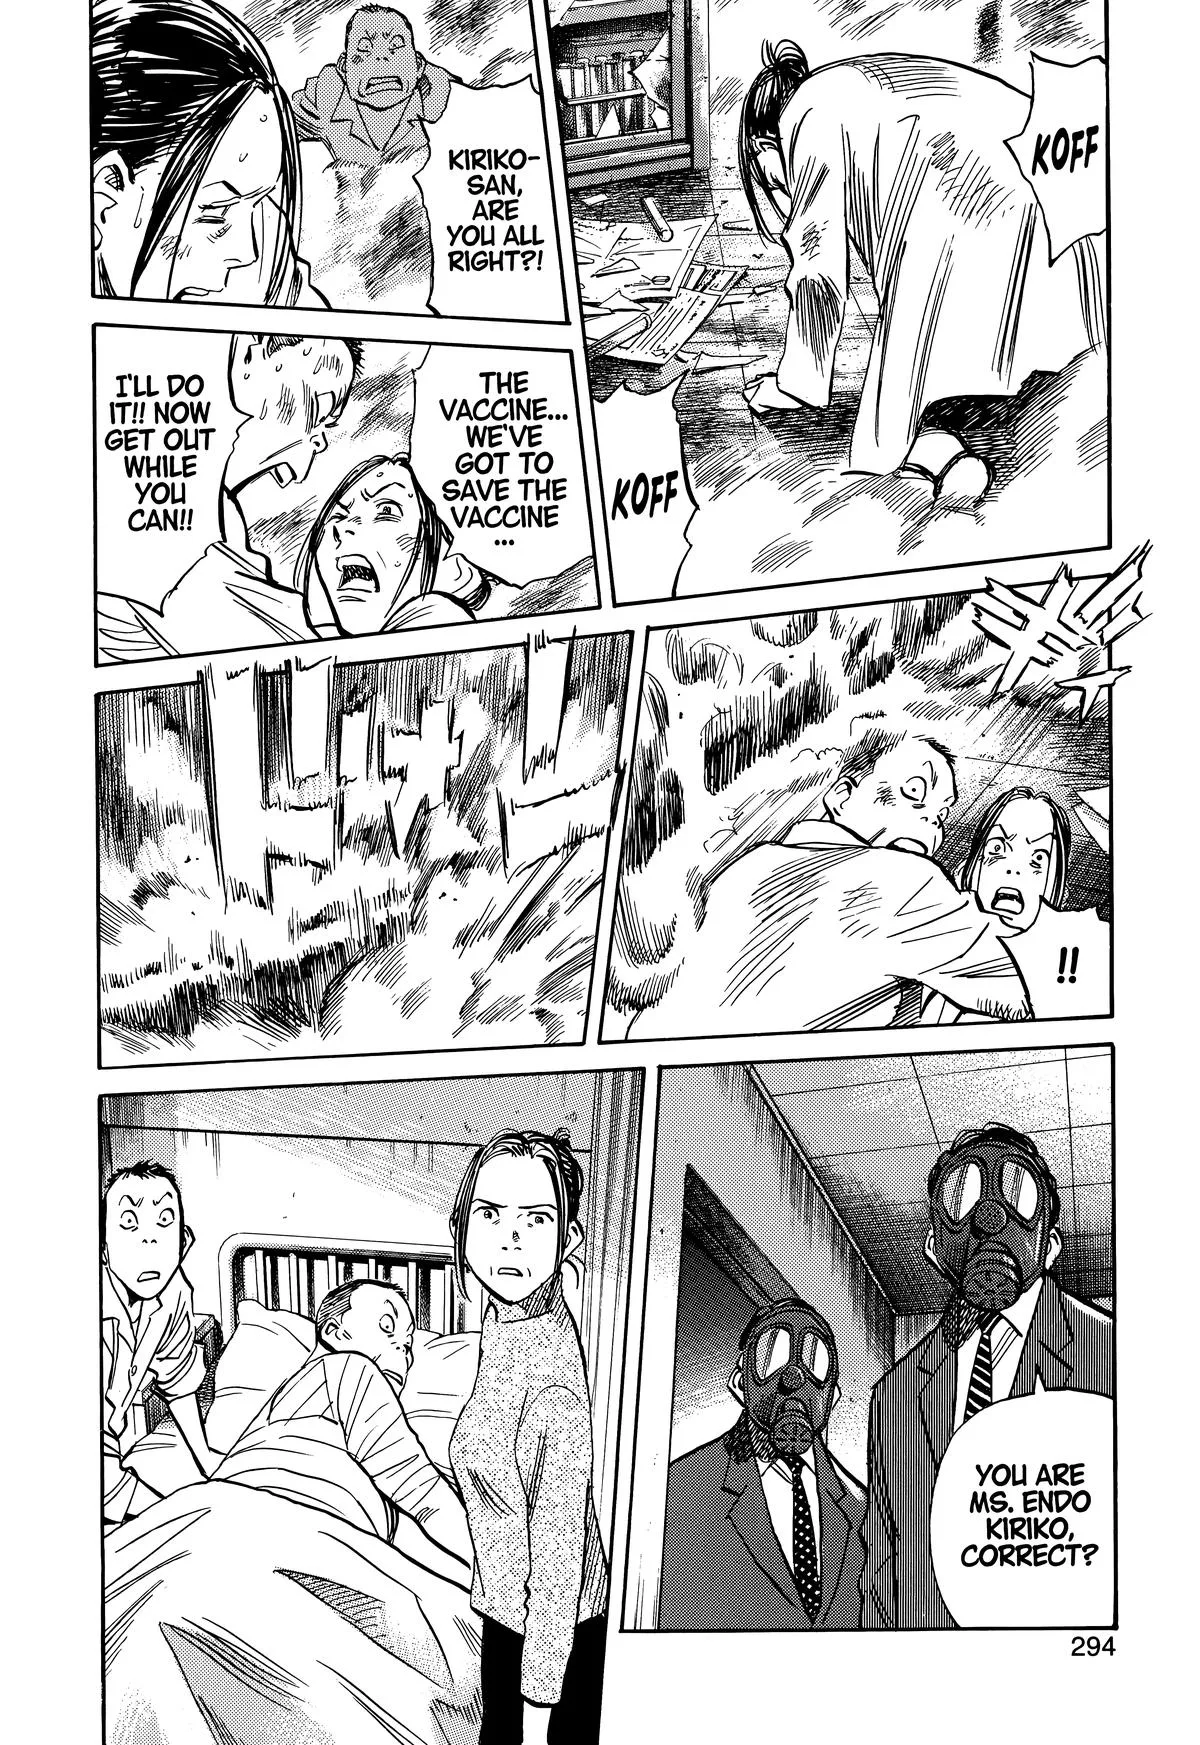 KOFF
KOFF
KIRIKO-
SAN,
ARE
YOU ALL
RIGHT?!
THE
VACCINE...
WE'VE
GOT TO
SAVE THE
VACCINE
...
I'LL DO
IT!! NOW
GET OUT
WHILE
YOU
CAN!!
!!
YOU ARE
MS. ENDO
KIRIKO,
CORRECT?
294